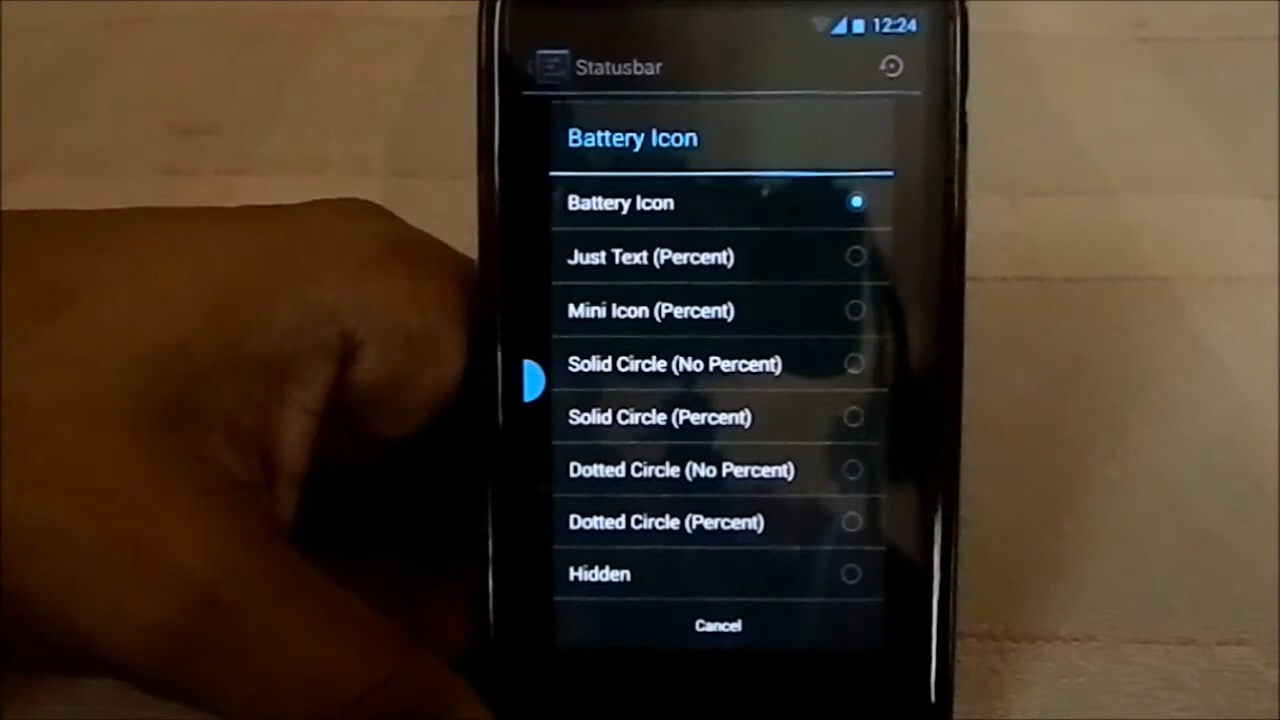 12:24
Statusbar
Battery Icon
Battery Icon
Just Text (Percent)
Mini Icon (Percent)
Solid Circle (No Percent)
Solid Circle (Percent)
Dotted Circle (No Percent)
Dotted Circle (Percent)
Hidden
Cancel